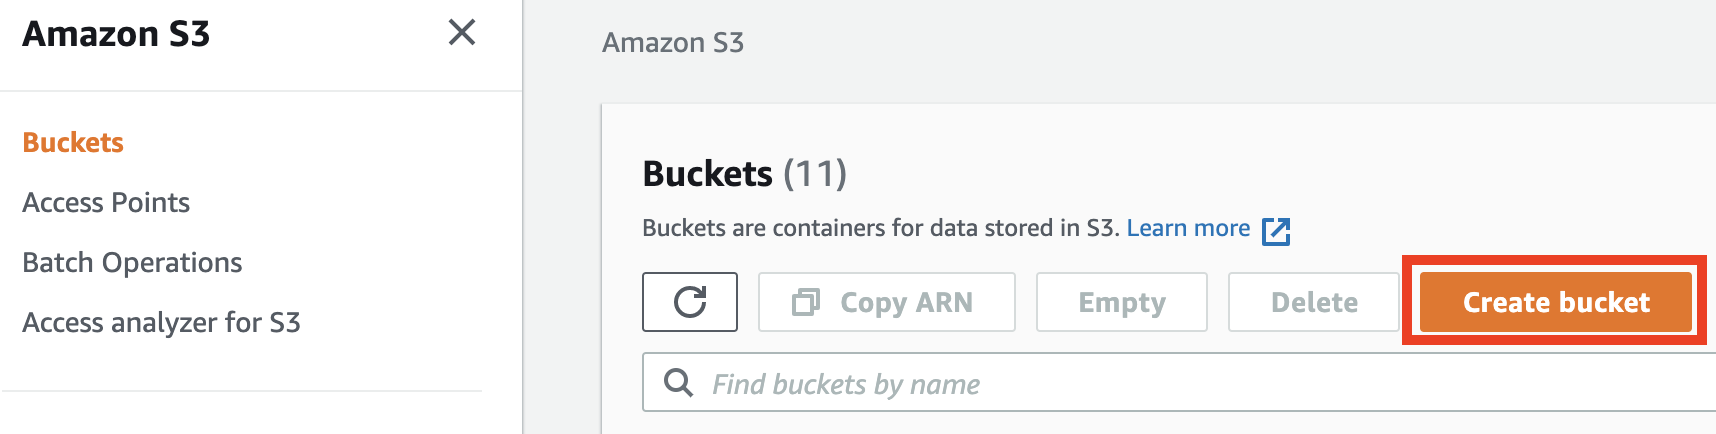 Amazon S3
Buckets
Access Points
Batch Operations
Access analyzer for S3
Amazon S3
Buckets (11)
Buckets are containers for data stored in S3. Learn more
Copy ARN Empty Delete Create bucket
Find buckets by name